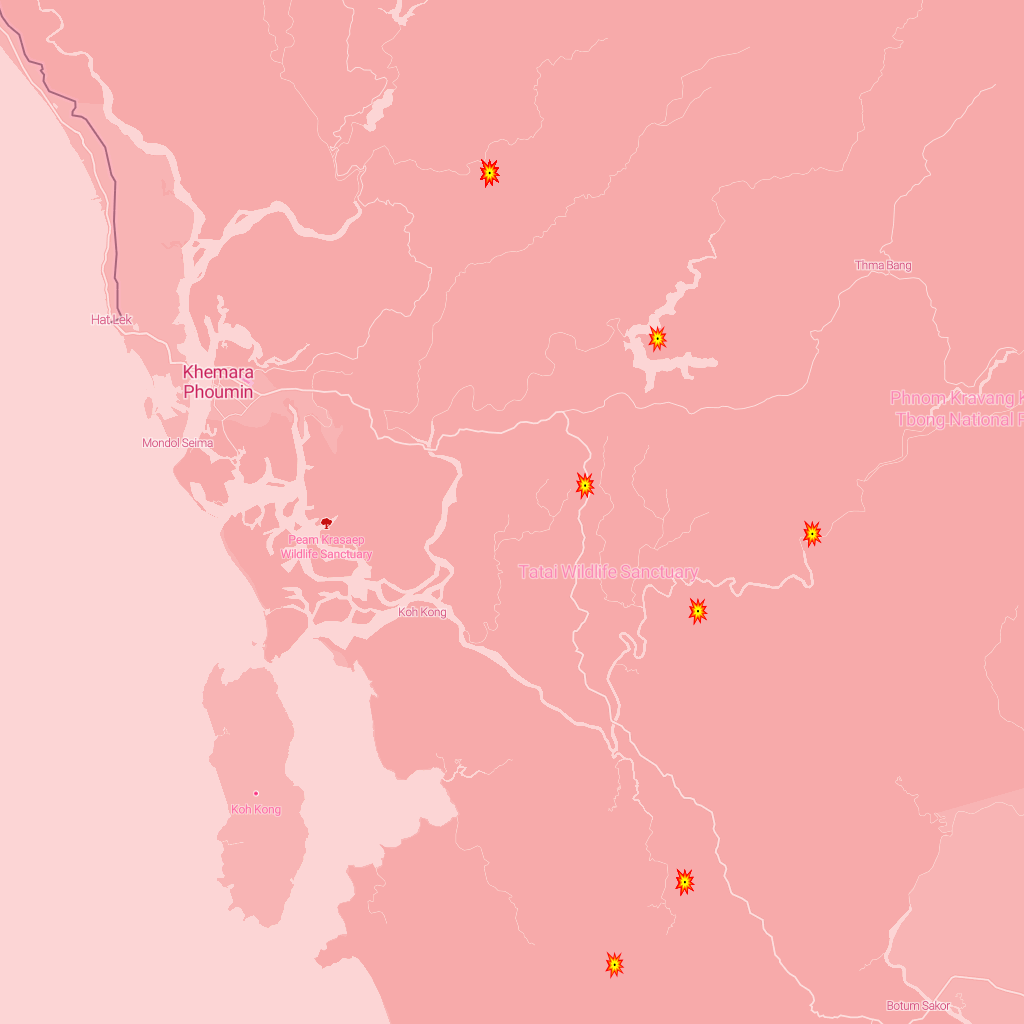 Thma Bang
Hat Lek
Khemara
Phoumin
Phnom Kravang K
Tbong National P
Mondol Seima
Peam Krasaep
Wildlife Sanctuary
Tatai Wildlife Sanctuary
Koh Kong
Koh Kong
Botum Sakor